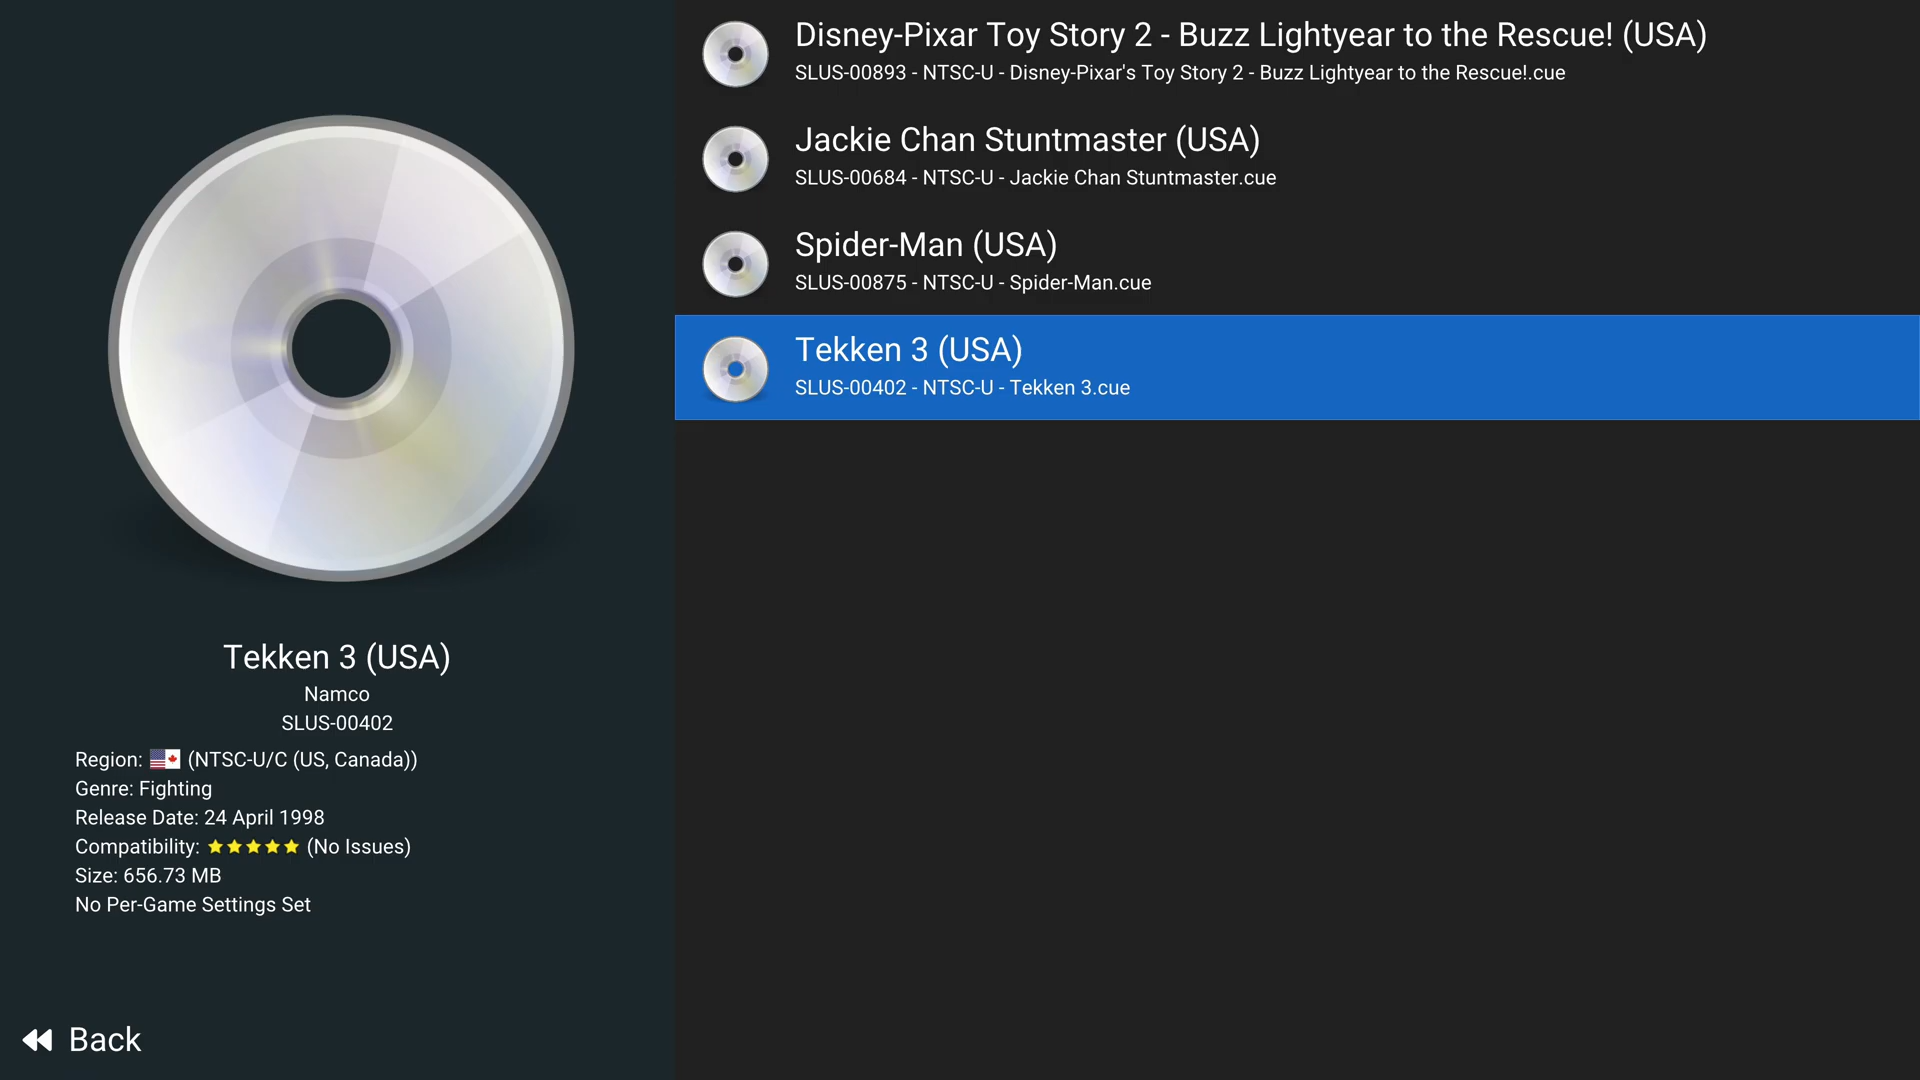 Disney-Pixar Toy Story 2 - Buzz Lightyear to the Rescue! (USA)
SLUS-00893 - NTSC-U - Disney-Pixar's Toy Story 2 - Buzz Lightyear to the Rescue!.cue
Jackie Chan Stuntmaster (USA)
SLUS-00684 - NTSC-U - Jackie Chan Stuntmaster.cue
Spider-Man (USA)
SLUS-00875 - NTSC-U - Spider-Man.cue
Tekken 3 (USA)
SLUS-00402 - NTSC-U - Tekken 3.cue
Tekken 3 (USA)
Namco
SLUS-00402
Region: (NTSC-U/C (US, Canada))
Genre: Fighting
Release Date: 24 April 1998
Compatibility: ★★★★★ (No Issues)
Size: 656.73 MB
No Per-Game Settings Set
Back